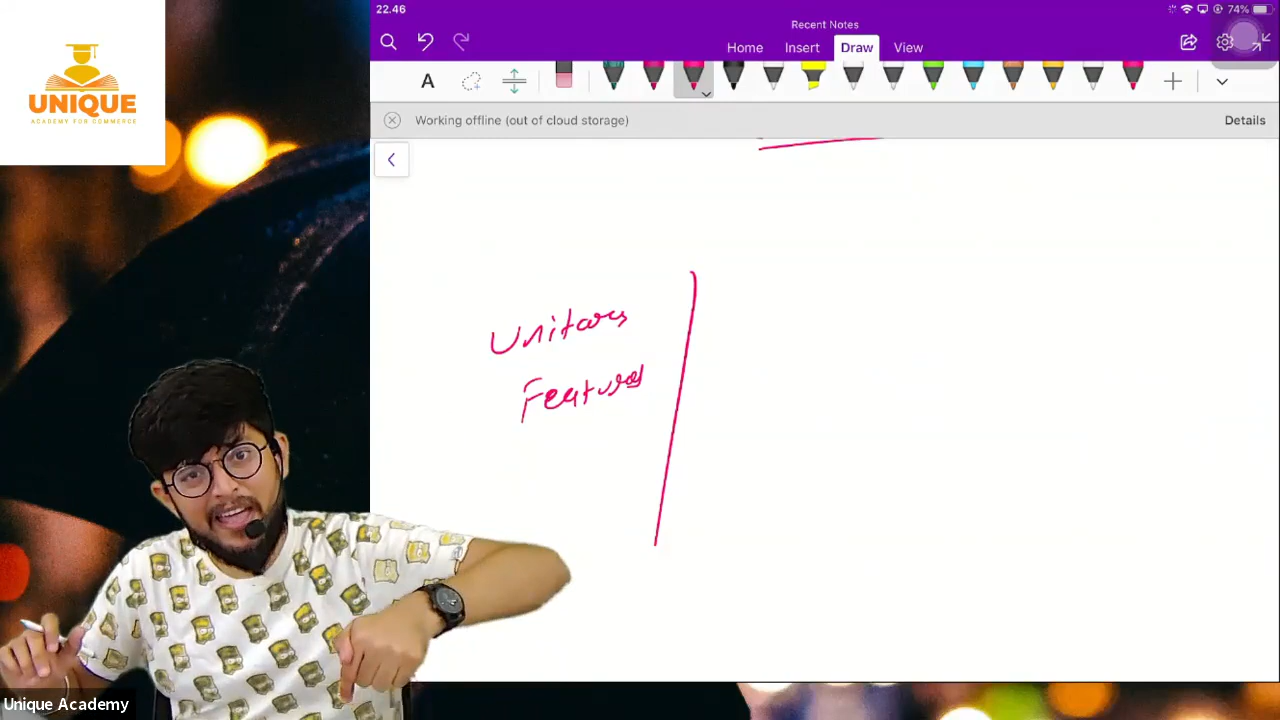 22.46
74%
Recent Notes
Home Insert Draw View
A
Working offline (out of cloud storage)
Details
UNIQUE
ACADEMY FOR COMMERCE
Unitary
Features
Unique Academy